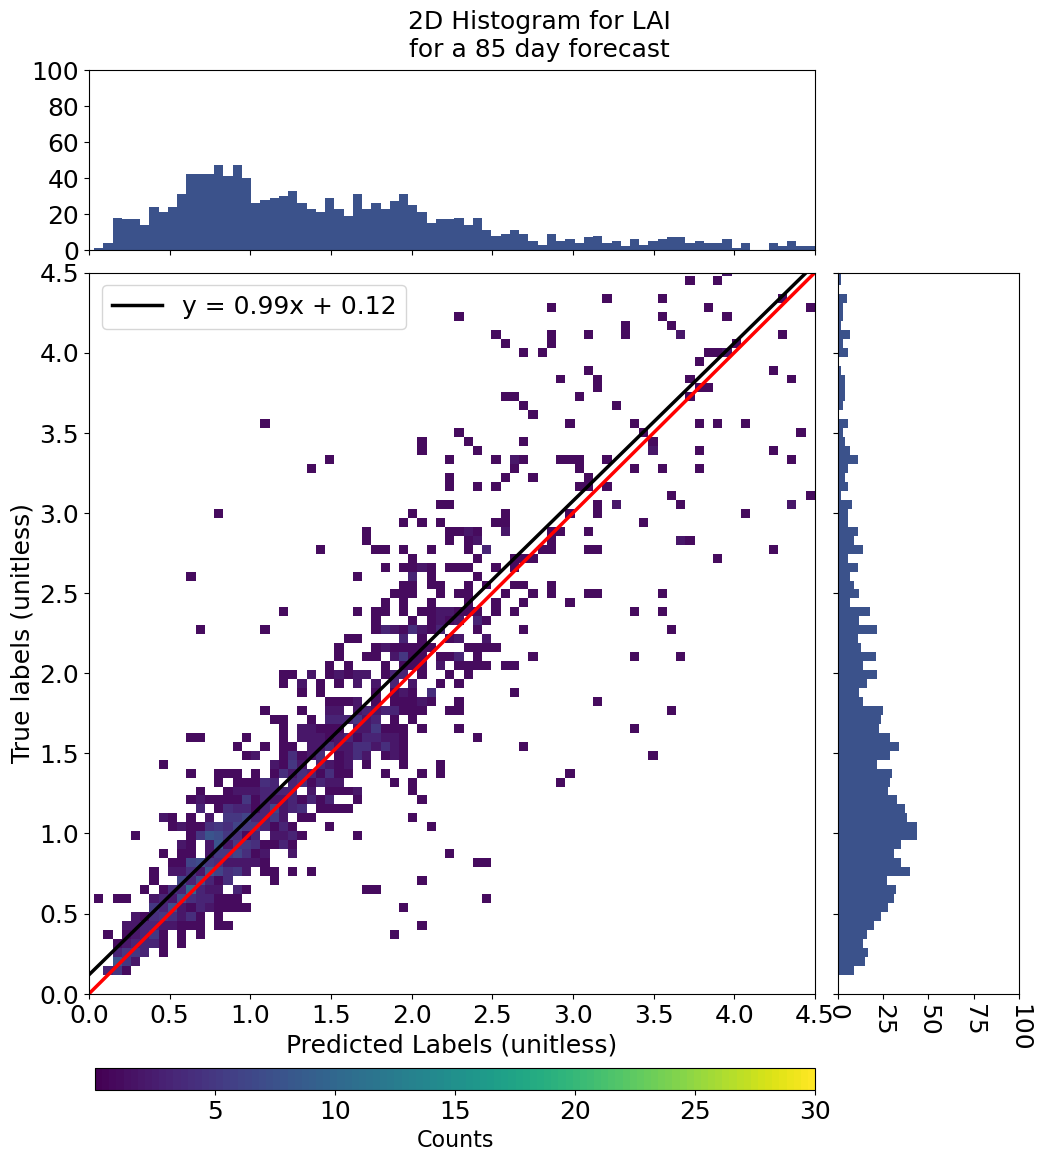 2D Histogram for LAI
for a 85 day forecast
100
80
60
40
20
0
4.5
4.0
3.5
3.0
2.5
2.0
1.5
1.0
0.5
0.0
y = 0.99x + 0.12
True labels (unitless)
0.0 0.5 1.0 1.5 2.0 2.5 3.0 3.5 4.0 4.5
Predicted Labels (unitless)
0 25 50 75 100
5 10 15 20 25 30
Counts